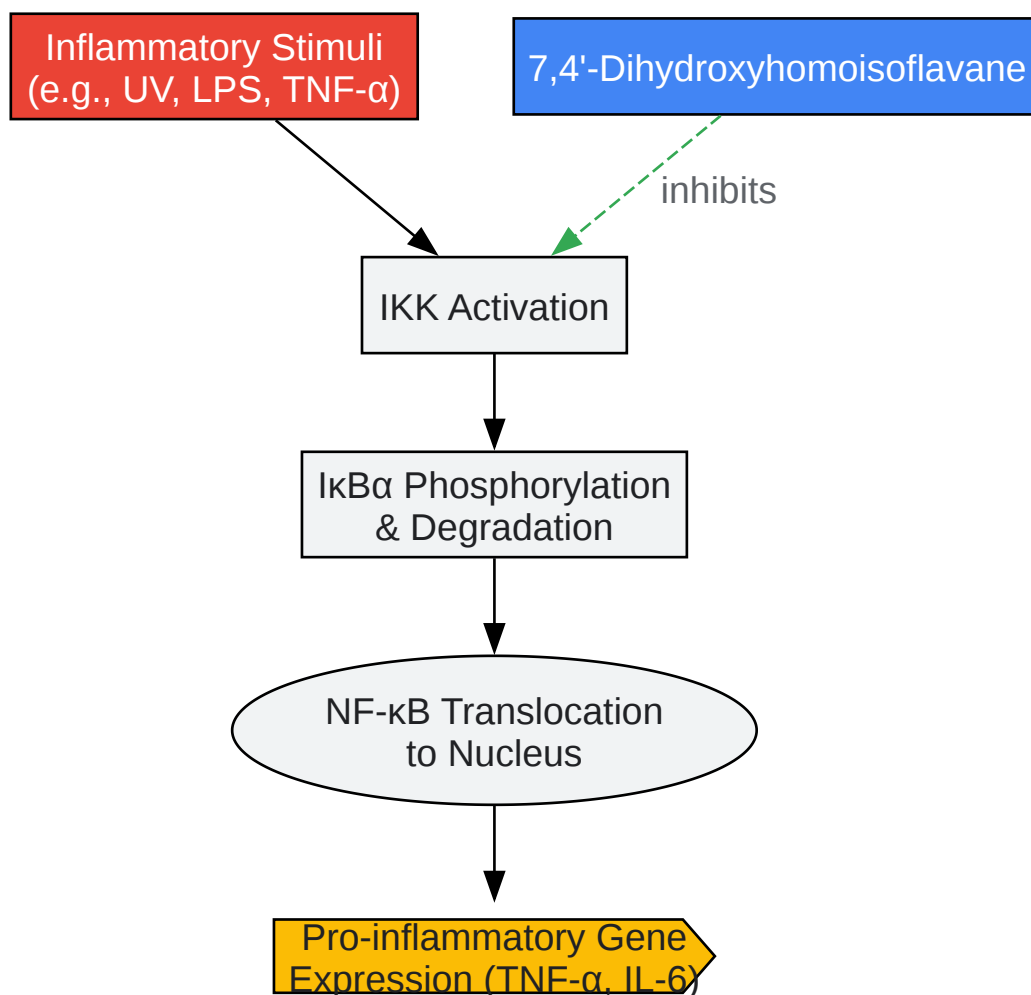 Inflammatory Stimuli
(e.g., UV, LPS, TNF-α)
7,4'-Dihydroxyhomoisoflavane
inhibits
IKK Activation
IκBα Phosphorylation
& Degradation
NF-κB Translocation
to Nucleus
Pro-inflammatory Gene
Expression (TNF-α, IL-6)